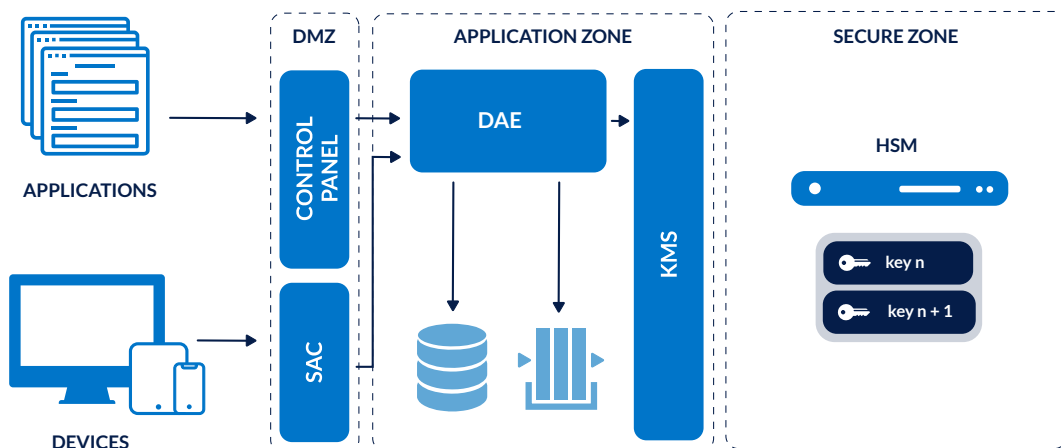 DMZ
APPLICATION ZONE
SECURE ZONE
APPLICATIONS
CONTROL
PANEL
DAE
KMS
HSM
key n
key n + 1
SAC
DEVICES